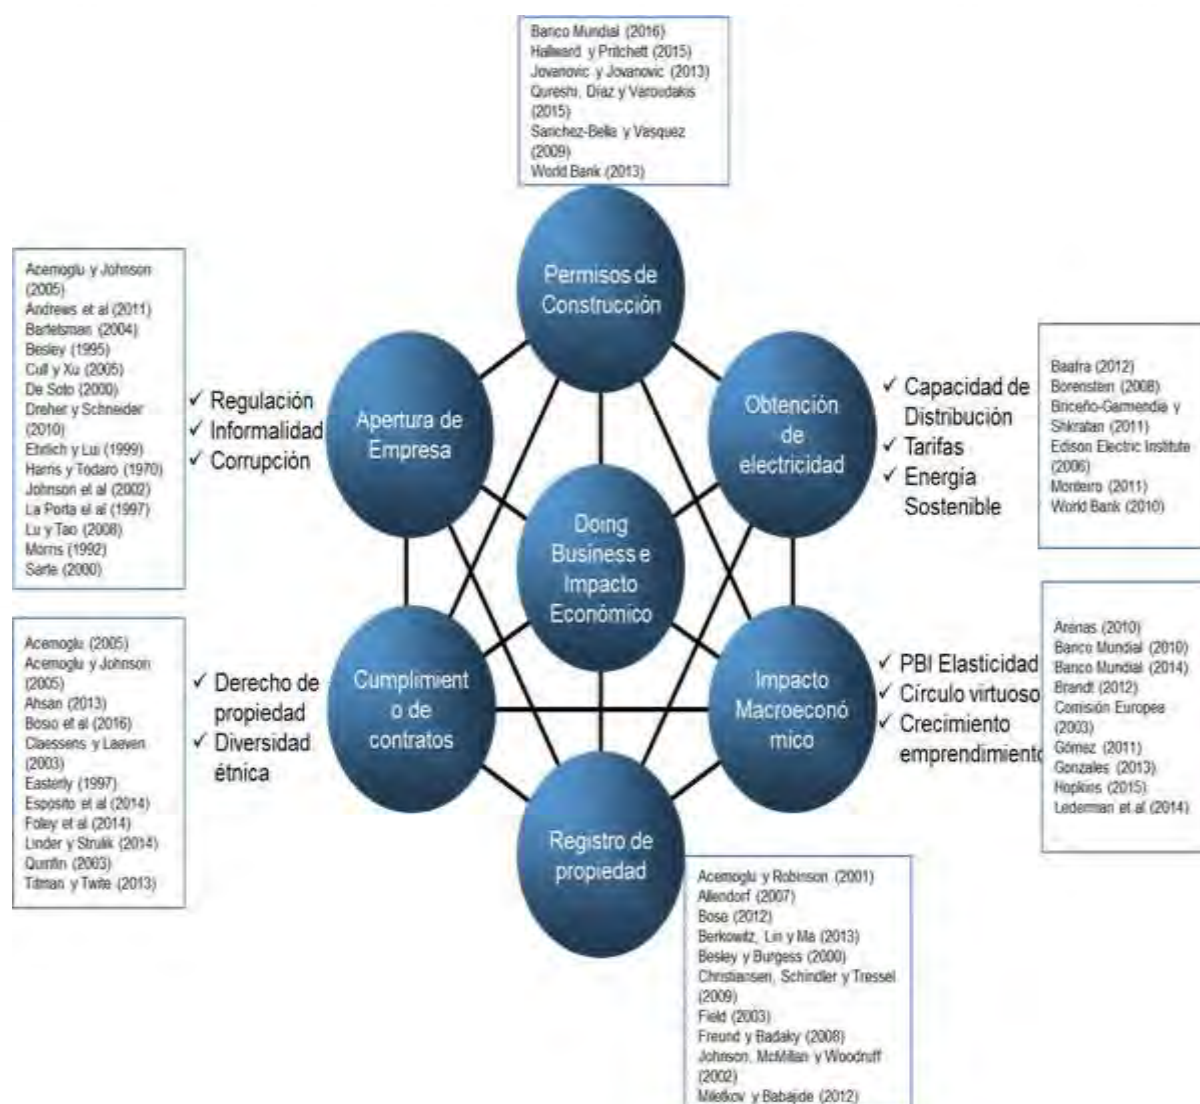 Banco Mundial (2016)
Hallward y Pritchett (2015)
Jovanovic y Jovanovic (2013)
Qureshi, Díaz y Varoudakis
(2015)
Sanchez-Bella y Vasquez
(2009)
World Bank (2013)
Permisos de
Construcción
Acemoglu y Johnson
(2005)
Andrews et al (2011)
Bartelsman (2004)
Besley (1995)
Cull y Xu (2005)
De Soto (2000)
Dreher y Schneider
(2010)
Ehrlich y Lui (1999)
Harris y Todaro (1970)
Johnson et al (2002)
La Porta el al (1997)
Lu y Tao (2008)
Morris (1992)
Sarte (2000)
✓ Regulación
✓ Informalidad
✓ Corrupción
Apertura de
Empresa
Obtención
de
electricidad
✓ Capacidad de
Distribución
✓ Tarifas
✓ Energía
Sostenible
Baafra (2012)
Borenstein (2008)
Briceño-Garmendia y
Shkratan (2011)
Edison Electric Institute
(2006)
Monteiro (2011)
World Bank (2010)
Doing
Business e
Impacto
Económico
Acemoglu (2005)
Acemoglu y Johnson
(2005)
Ahsan (2013)
Bosio et al (2016)
Claessens y Laeven
(2003)
Easterly (1997)
Esposito et al (2014)
Foley et al (2014)
Linder y Strulik (2014)
(2003)
Titman y Twite (2013)
✓ Derecho de
propiedad
✓ Diversidad
étnica
Cumplimient
o de
contratos
Impacto
Macroeconó
mico
✓ PBI Elasticidad
✓ Círculo virtuoso
✓ Crecimiento
emprendimiento
Arenas (2010)
Banco Mundial (2010)
Banco Mundial (2014)
Brandt (2012)
Comisión Europea
(2003)
Gómez (2011)
Gonzales (2013)
Hopkins (2015)
Lederman et al (2014)
Registro de
propiedad
Acemoglu y Robinson (2001)
Allendorf (2007)
Bose (2012)
Berkowitz, Lin y Ma (2013)
Besley y Burgess (2000)
Christiansen, Schindler y Tressel
(2009)
Field (2003)
Freund y Badaky (2008)
Johnson, McMillan y Woodruff
(2002)
Miletkov y Babajide (2012)